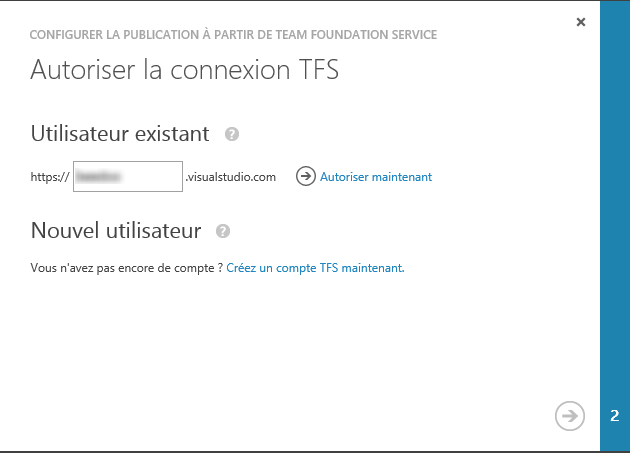 CONFIGURER LA PUBLICATION À PARTIR DE TEAM FOUNDATION SERVICE
Autoriser la connexion TFS
Utilisateur existant ?
https:// .visualstudio.com Autoriser maintenant
Nouvel utilisateur ?
Vous n'avez pas encore de compte ? Créez un compte TFS maintenant.
2